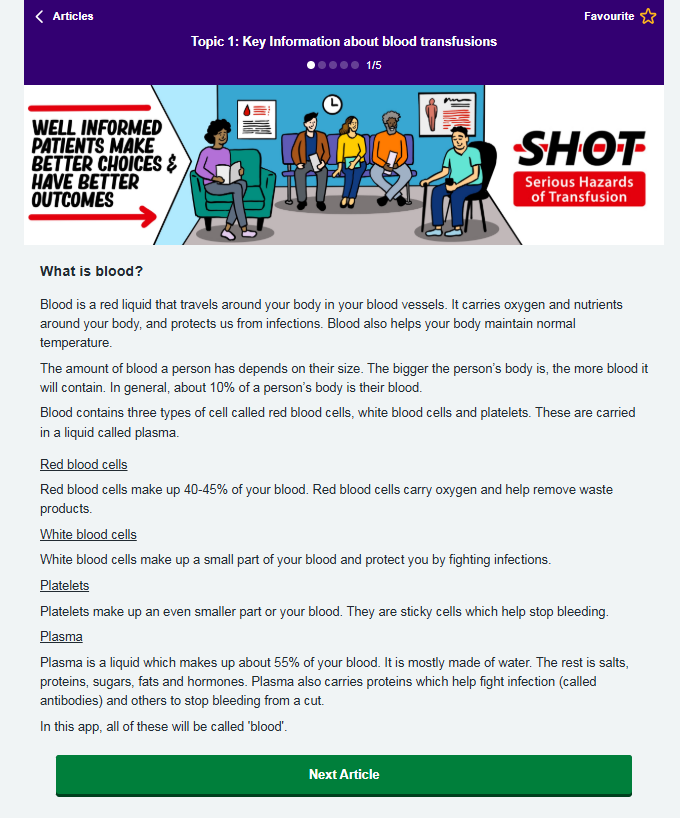 Articles
Favourite
Topic 1: Key Information about blood transfusions
1/5
WELL INFORMED
PATIENTS MAKE
BETTER CHOICES &
HAVE BETTER
OUTCOMES
SHOT
Serious Hazards
of Transfusion
What is blood?
Blood is a red liquid that travels around your body in your blood vessels. It carries oxygen and nutrients
around your body, and protects us from infections. Blood also helps your body maintain normal
temperature.
The amount of blood a person has depends on their size. The bigger the person’s body is, the more blood it
will contain. In general, about 10% of a person’s body is their blood.
Blood contains three types of cell called red blood cells, white blood cells and platelets. These are carried
in a liquid called plasma.
Red blood cells
Red blood cells make up 40-45% of your blood. Red blood cells carry oxygen and help remove waste
products.
White blood cells
White blood cells make up a small part of your blood and protect you by fighting infections.
Platelets
Platelets make up an even smaller part or your blood. They are sticky cells which help stop bleeding.
Plasma
Plasma is a liquid which makes up about 55% of your blood. It is mostly made of water. The rest is salts,
proteins, sugars, fats and hormones. Plasma also carries proteins which help fight infection (called
antibodies) and others to stop bleeding from a cut.
In this app, all of these will be called 'blood'.
Next Article